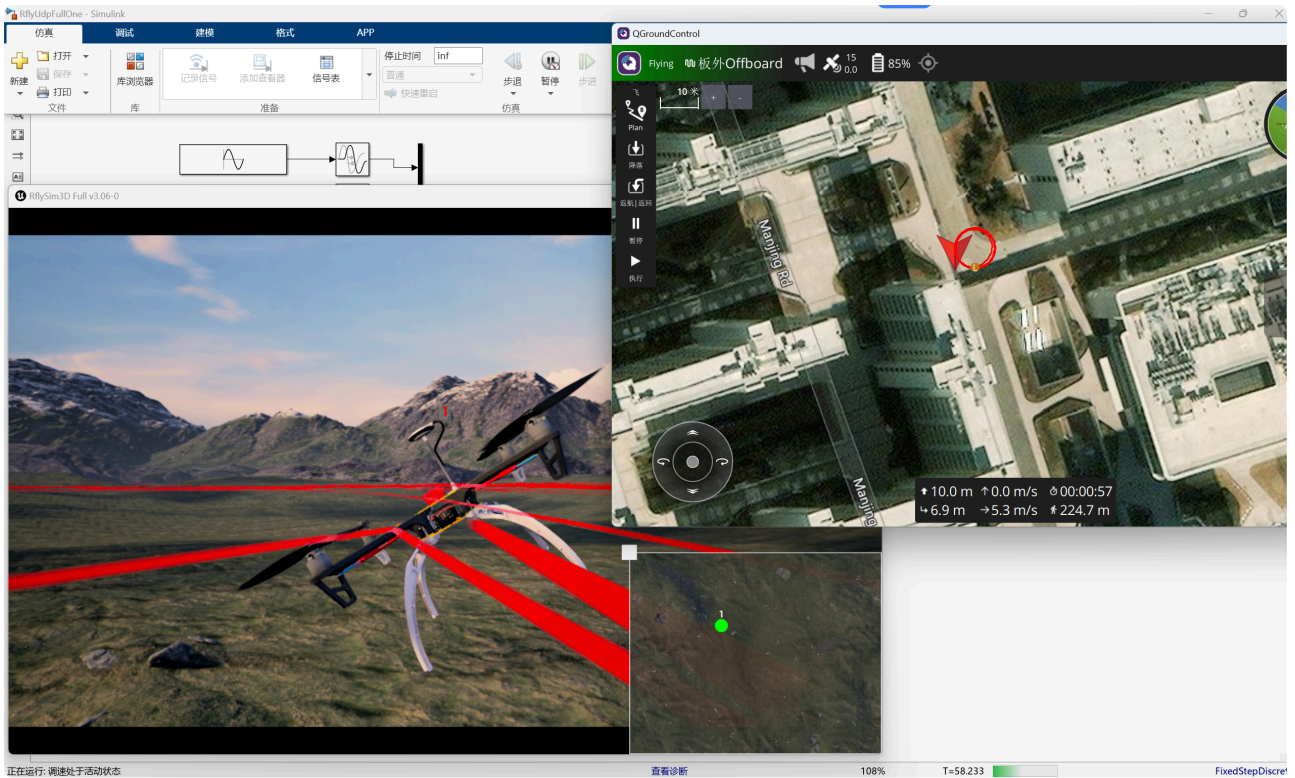 RflyUdpFullOne - Simulink
仿真 调试 建模 格式 APP
新建
打开
保存
打印
文件
库浏览器
库
记录信号
添加查看器
信号表
准备
停止时间 inf
普通
快速重启
步退
暂停
步进
仿真
RflySim3D Full v3.06-0
1
1
QGroundControl
Flying 板外Offboard 15 0.0 85%
飞
10 米
+ -
Plan
降落
返航|返回
暂停
执行
Manjing Rd
Manjing
L
10.0 m 0.0 m/s 00:00:57
6.9 m 5.3 m/s 224.7 m
正在运行: 调速处于活动状态 查看诊断 108% T=58.233 FixedStepDiscre